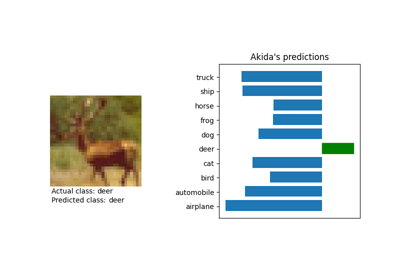 Akida's predictions
truck
ship
horse
frog
dog
deer
cat
bird
automobile
airplane
Actual class: deer
Predicted class: deer